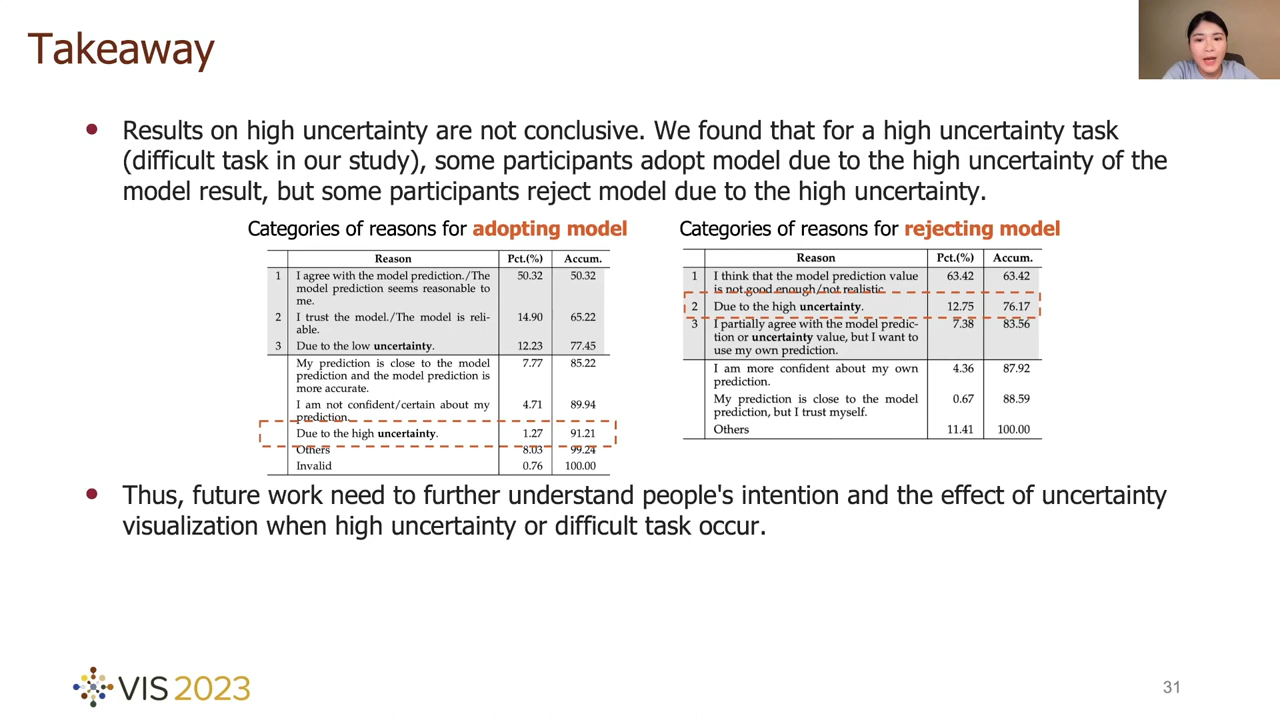 Takeaway
Results on high uncertainty are not conclusive. We found that for a high uncertainty task
(difficult task in our study), some participants adopt model due to the high uncertainty of the
model result, but some participants reject model due to the high uncertainty.
Categories of reasons for adopting model
Reason Pct.(%) Accum.
1 I agree with the model prediction./The 50.32 50.32
model prediction seems reasonable to
me.
2 I trust the model./The model is reli- 14.90 65.22
able.
3 Due to the low uncertainty. 12.23 77.45
My prediction is close to the model 7.77 85.22
prediction and the model prediction is
more accurate.
I am not confident/certain about my 4.71 89.94
prediction.
Due to the high uncertainty. 1.27 91.21
Others 8.03 99.24
Invalid 0.76 100.00
Categories of reasons for rejecting model
Reason Pct.(%) Accum.
1 I think that the model prediction value 63.42 63.42
is not good enough/not realistic.
2 Due to the high uncertainty. 12.75 76.17
3 I partially agree with the model predic- 7.38 83.56
tion or uncertainty value, but I want to
use my own prediction.
I am more confident about my own 4.36 87.92
prediction.
My prediction is close to the model 0.67 88.59
prediction, but I trust myself.
Others 11.41 100.00
Thus, future work need to further understand people's intention and the effect of uncertainty
visualization when high uncertainty or difficult task occur.
VIS 2023
31